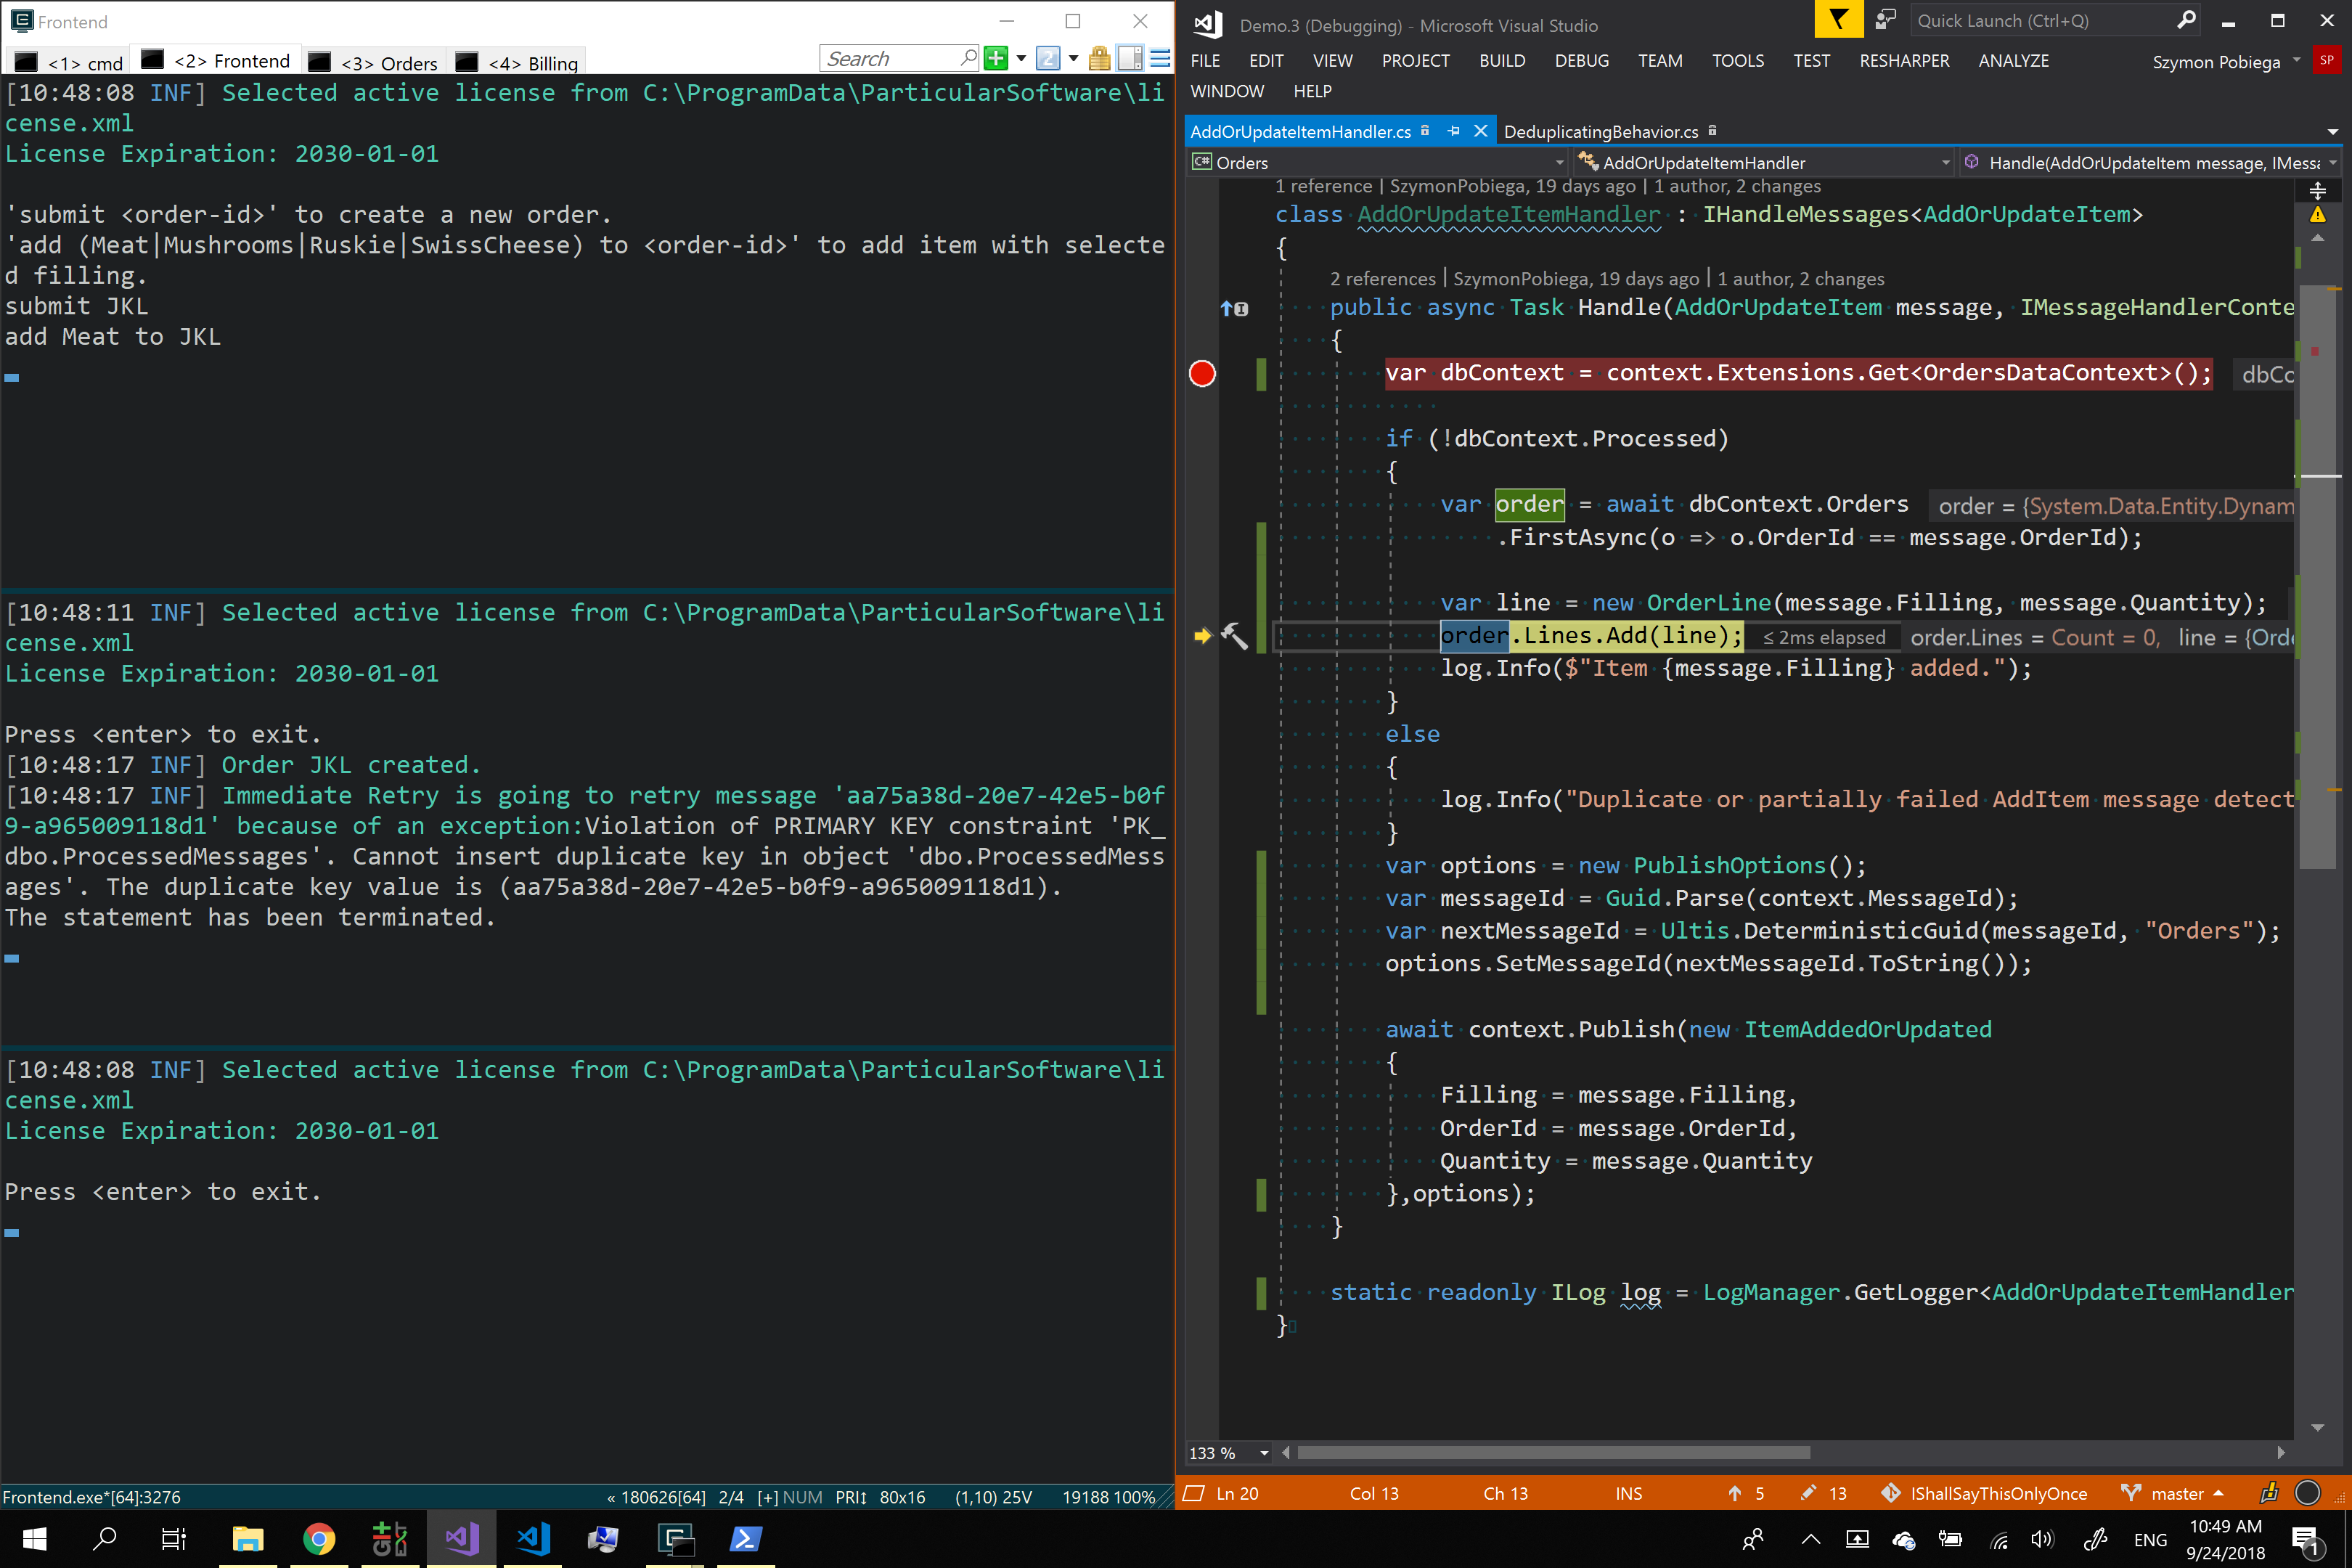 Frontend
<1> cmd
<2> Frontend
<3> Orders
<4> Billing
Search
2
[10:48:08 INF] Selected active license from C:\ProgramData\ParticularSoftware\li
cense.xml
License Expiration: 2030-01-01
'submit <order-id>' to create a new order.
'add (Meat|Mushrooms|Ruskie|SwissCheese) to <order-id>' to add item with selecte
d filling.
submit JKL
add Meat to JKL
[10:48:11 INF] Selected active license from C:\ProgramData\ParticularSoftware\li
cense.xml
License Expiration: 2030-01-01
Press <enter> to exit.
[10:48:17 INF] Order JKL created.
[10:48:17 INF] Immediate Retry is going to retry message 'aa75a38d-20e7-42e5-b0f
9-a965009118d1' because of an exception:Violation of PRIMARY KEY constraint 'PK_
dbo.ProcessedMessages'. Cannot insert duplicate key in object 'dbo.ProcessedMess
ages'. The duplicate key value is (aa75a38d-20e7-42e5-b0f9-a965009118d1).
The statement has been terminated.
[10:48:08 INF] Selected active license from C:\ProgramData\ParticularSoftware\li
cense.xml
License Expiration: 2030-01-01
Press <enter> to exit.
Frontend.exe*[64]:3276 « 180626[64] 2/4 [+] NUM PRI↕ 80x16 (1,10) 25V 19188 100%
Demo.3 (Debugging) - Microsoft Visual Studio
Quick Launch (Ctrl+Q)
FILE EDIT VIEW PROJECT BUILD DEBUG TEAM TOOLS TEST RESHARPER ANALYZE
Szymon Pobiega SP
WINDOW HELP
AddOrUpdateItemHandler.cs
DeduplicatingBehavior.cs
C# Orders
AddOrUpdateItemHandler
Handle(AddOrUpdateItem message, IMessa
1 reference | SzymonPobiega, 19 days ago | 1 author, 2 changes
class AddOrUpdateItemHandler : IHandleMessages<AddOrUpdateItem>
{
2 references | SzymonPobiega, 19 days ago | 1 author, 2 changes
public async Task Handle(AddOrUpdateItem message, IMessageHandlerConte
{
var dbContext = context.Extensions.Get<OrdersDataContext>(); dbCo
if (!dbContext.Processed)
{
var order = await dbContext.Orders order = {System.Data.Entity.Dynam
.FirstAsync(o => o.OrderId == message.OrderId);
var line = new OrderLine(message.Filling, message.Quantity);
order.Lines.Add(line); ≤ 2ms elapsed order.Lines = Count = 0, line = {Orde
log.Info($"Item {message.Filling} added.");
}
else
{
log.Info("Duplicate or partially failed AddItem message detect
}
var options = new PublishOptions();
var messageId = Guid.Parse(context.MessageId);
var nextMessageId = Ultis.DeterministicGuid(messageId, "Orders");
options.SetMessageId(nextMessageId.ToString());
await context.Publish(new ItemAddedOrUpdated
{
Filling = message.Filling,
OrderId = message.OrderId,
Quantity = message.Quantity
},options);
}
static readonly ILog log = LogManager.GetLogger<AddOrUpdateItemHandler
}
133 %
Ln 20 Col 13 Ch 13 INS 5 13 IShallSayThisOnlyOnce master
ENG
10:49 AM
9/24/2018
1